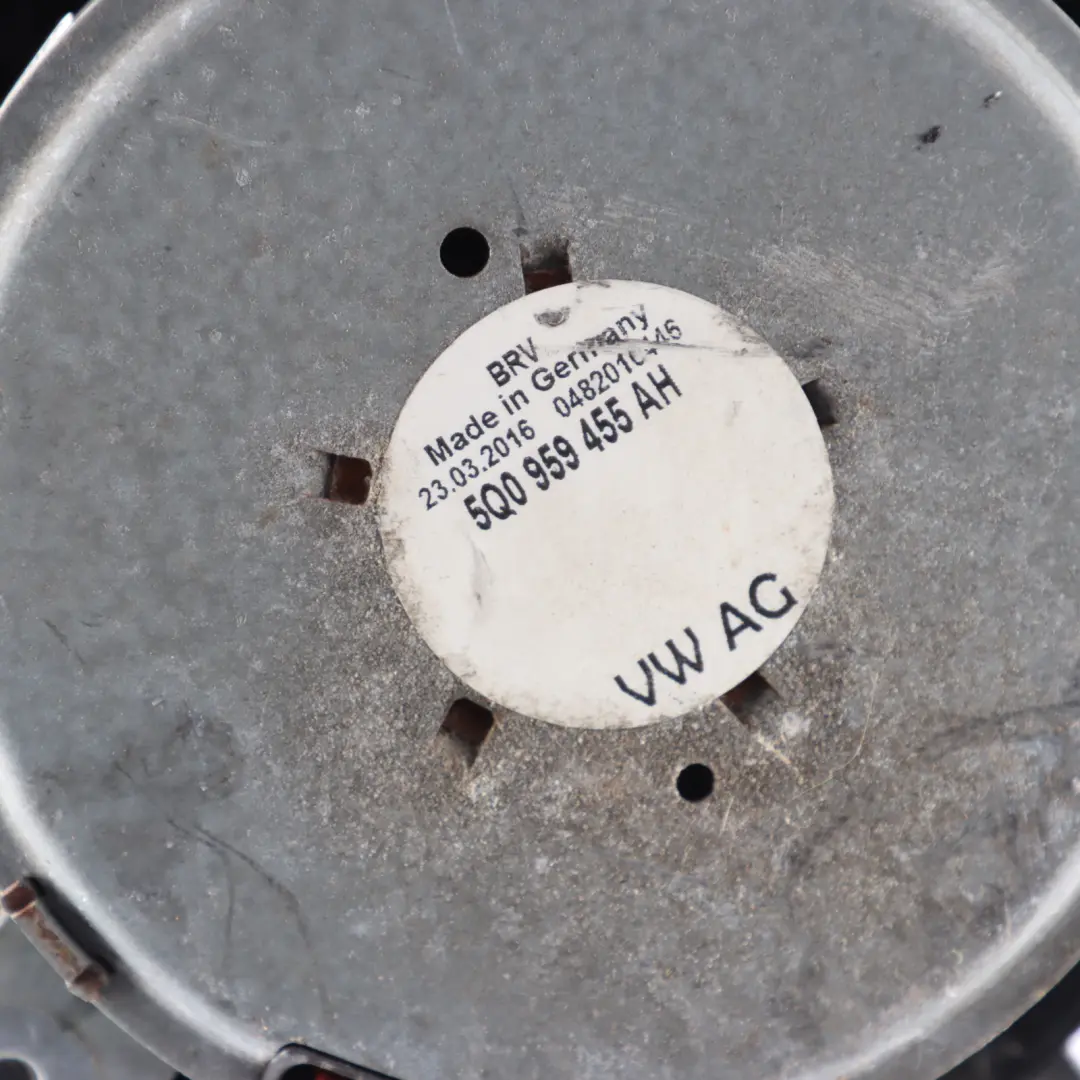 BRV
Made in Germany
23.03.2016
5Q0 959 455 AH
VW AG